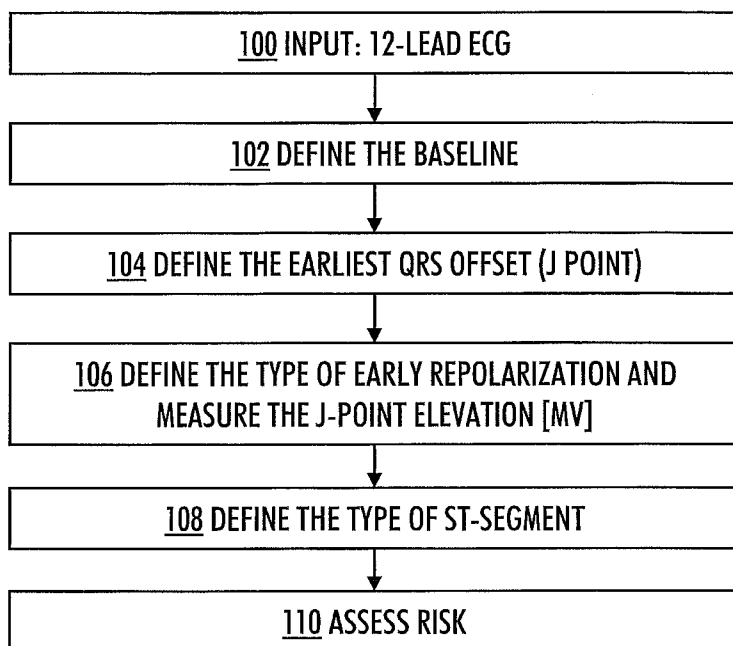 100 INPUT: 12-LEAD ECG
102 DEFINE THE BASELINE
104 DEFINE THE EARLIEST QRS OFFSET (J POINT)
106 DEFINE THE TYPE OF EARLY REPOLARIZATION AND
MEASURE THE J-POINT ELEVATION [MV]
108 DEFINE THE TYPE OF ST-SEGMENT
110 ASSESS RISK